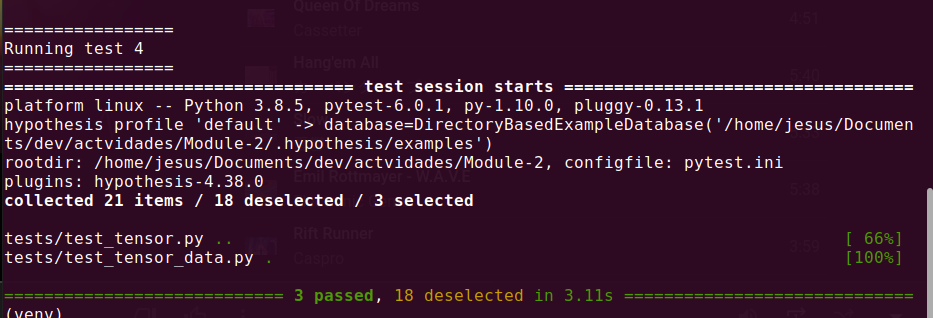 Queen Of Dreams
4:51
Cassetter
=================
Running test 4
Hang'em All
=================
================================== test session starts ===================================
platform linux -- Python 3.8.5, pytest-6.0.1, py-1.10.0, pluggy-0.13.1
hypothesis profile 'default' -> database=DirectoryBasedExampleDatabase('/home/jesus/Documen
ts/dev/actvidades/Module-2/.hypothesis/examples')
rootdir: /home/jesus/Documents/dev/actvidades/Module-2, configfile: pytest.ini
Emil Rottmayer - W.A.V.E
5:38
plugins: hypothesis-4.38.0
collected 21 items / 18 deselected / 3 selected
Rift Runner
tests/test_tensor.py .. [ 66%]
3:59
tests/test_tensor_data.py . [100%]
Caspro
============================ 3 passed, 18 deselected in 3.11s =============================
(venv)